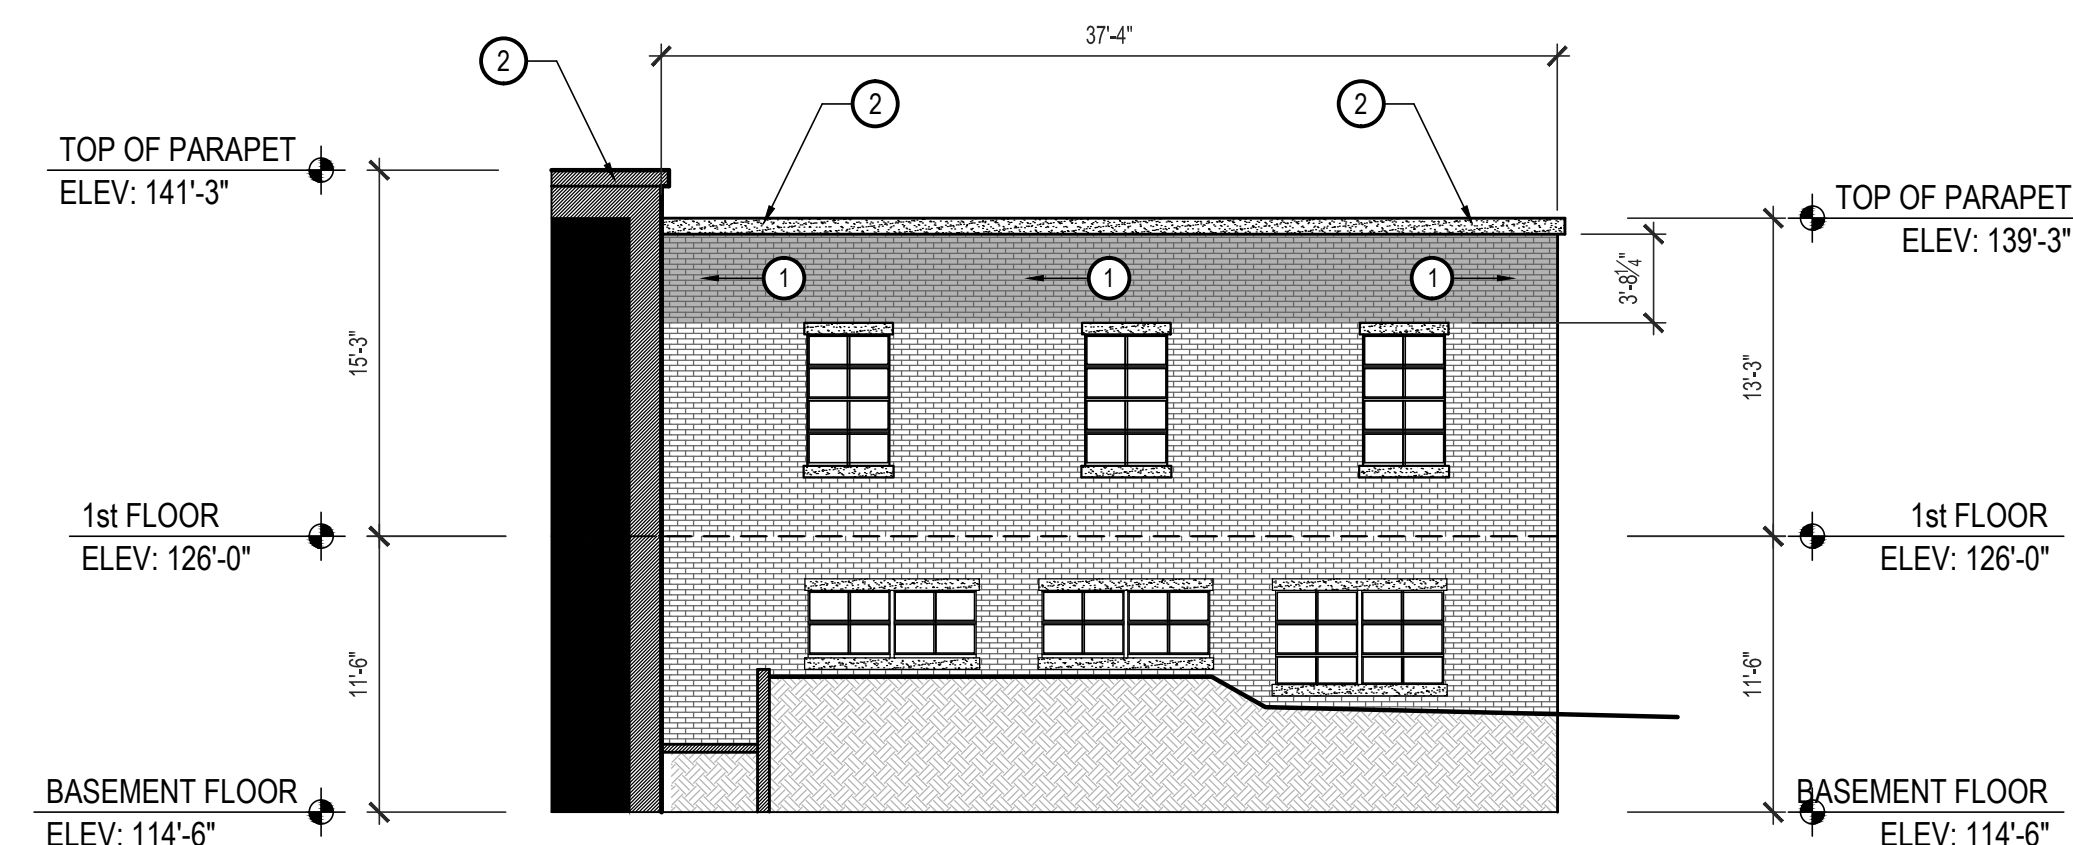 37'-4"
2
2
2
TOP OF PARAPET
ELEV: 141'-3"
TOP OF PARAPET
ELEV: 139'-3"
1
1
1
3'-8¼"
15'-3"
13'-3"
1st FLOOR
ELEV: 126'-0"
1st FLOOR
ELEV: 126'-0"
11'-6"
11'-6"
BASEMENT FLOOR
ELEV: 114'-6"
BASEMENT FLOOR
ELEV: 114'-6"